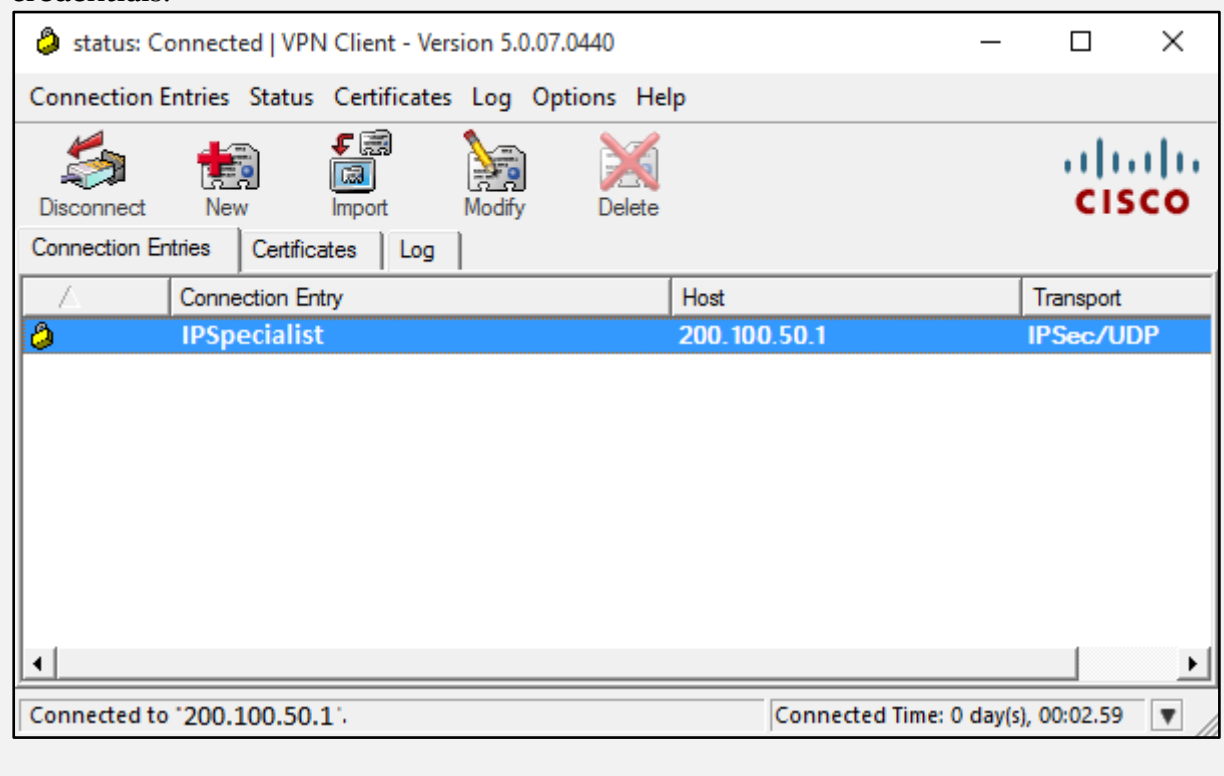 credentials.
status: Connected | VPN Client - Version 5.0.07.0440
Connection Entries Status Certificates Log Options Help
Disconnect New Import Modify Delete
CISCO
Connection Entries Certificates Log
Connection Entry Host Transport
IPSpecialist 200.100.50.1 IPSec/UDP
Connected to "200.100.50.1". Connected Time: 0 day(s), 00:02.59